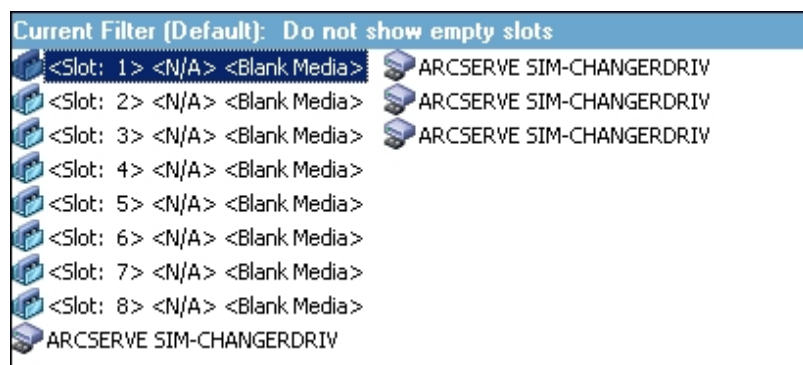 Current Filter (Default): Do not show empty slots
<Slot: 1> <N/A> <Blank Media>
<Slot: 2> <N/A> <Blank Media>
<Slot: 3> <N/A> <Blank Media>
<Slot: 4> <N/A> <Blank Media>
<Slot: 5> <N/A> <Blank Media>
<Slot: 6> <N/A> <Blank Media>
<Slot: 7> <N/A> <Blank Media>
<Slot: 8> <N/A> <Blank Media>
ARCSERVE SIM-CHANGERDRIV
ARCSERVE SIM-CHANGERDRIV
ARCSERVE SIM-CHANGERDRIV
ARCSERVE SIM-CHANGERDRIV